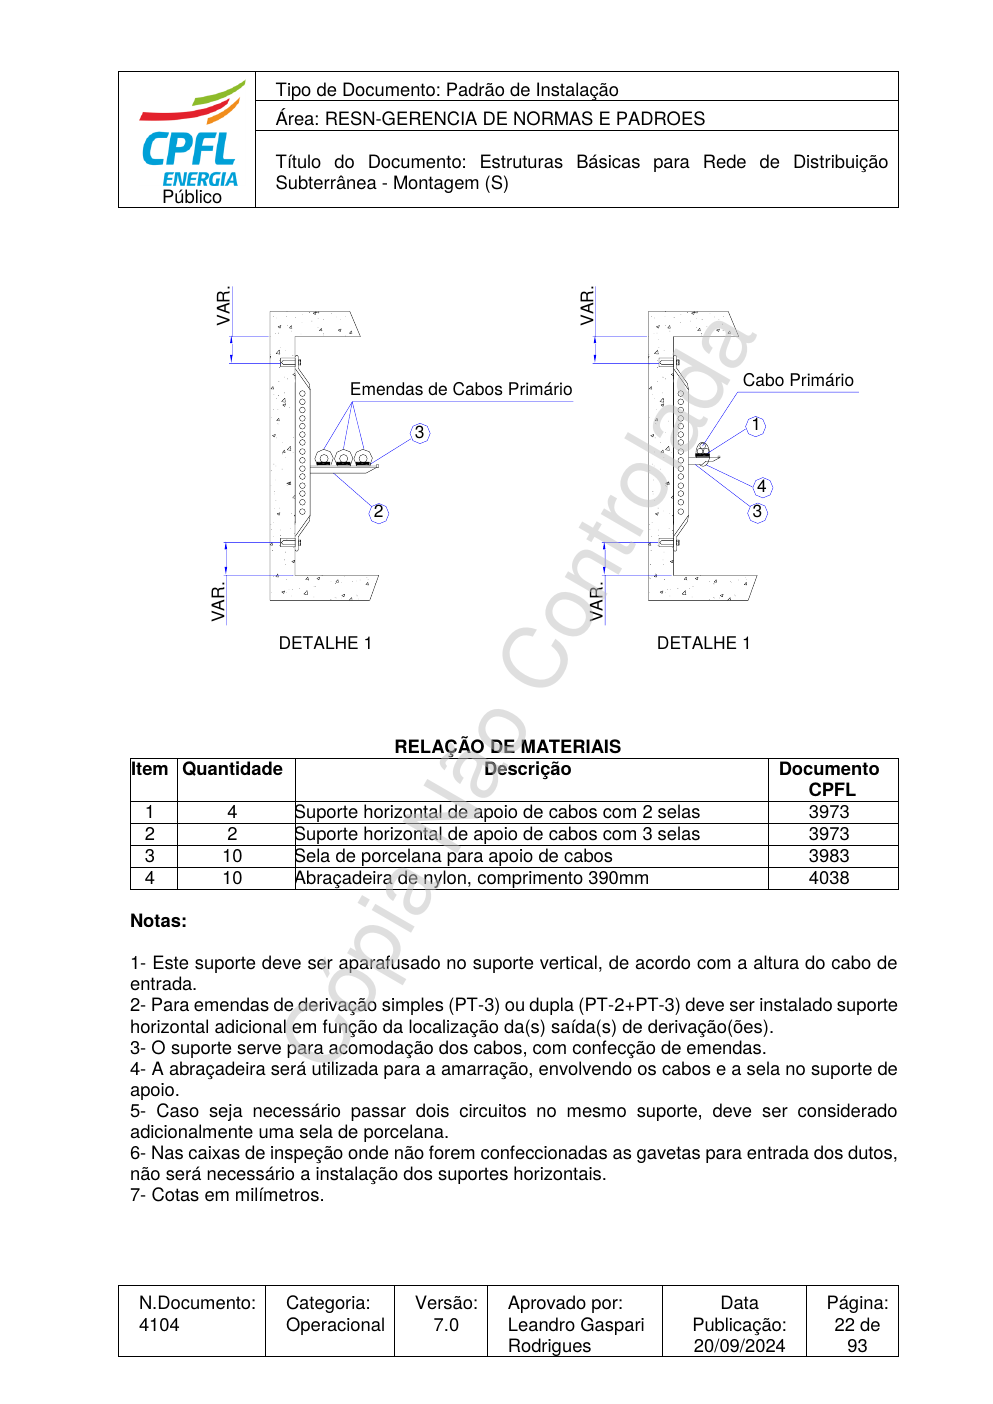 CPFL
ENERGIA
Público
Tipo de Documento: Padrão de Instalação
Área: RESN-GERENCIA DE NORMAS E PADROES
Título do Documento: Estruturas Básicas para Rede de Distribuição
Subterrânea - Montagem (S)
VAR.
VAR.
Emendas de Cabos Primário
3
2
VAR.
DETALHE 1
Cabo Primário
1
4
3
VAR.
DETALHE 1
Cópia Não Controlada
RELAÇÃO DE MATERIAIS
Item Quantidade Descrição Documento
CPFL
1 4 Suporte horizontal de apoio de cabos com 2 selas 3973
2 2 Suporte horizontal de apoio de cabos com 3 selas 3973
3 10 Sela de porcelana para apoio de cabos 3983
4 10 Abraçadeira de nylon, comprimento 390mm 4038
Notas:
1- Este suporte deve ser aparafusado no suporte vertical, de acordo com a altura do cabo de
entrada.
2- Para emendas de derivação simples (PT-3) ou dupla (PT-2+PT-3) deve ser instalado suporte
horizontal adicional em função da localização da(s) saída(s) de derivação(ões).
3- O suporte serve para acomodação dos cabos, com confecção de emendas.
4- A abraçadeira será utilizada para a amarração, envolvendo os cabos e a sela no suporte de
apoio.
5- Caso seja necessário passar dois circuitos no mesmo suporte, deve ser considerado
adicionalmente uma sela de porcelana.
6- Nas caixas de inspeção onde não forem confeccionadas as gavetas para entrada dos dutos,
não será necessário a instalação dos suportes horizontais.
7- Cotas em milímetros.
N.Documento: Categoria: Versão: Aprovado por: Data Página:
4104 Operacional 7.0 Leandro Gaspari Publicação: 22 de
Rodrigues 20/09/2024 93